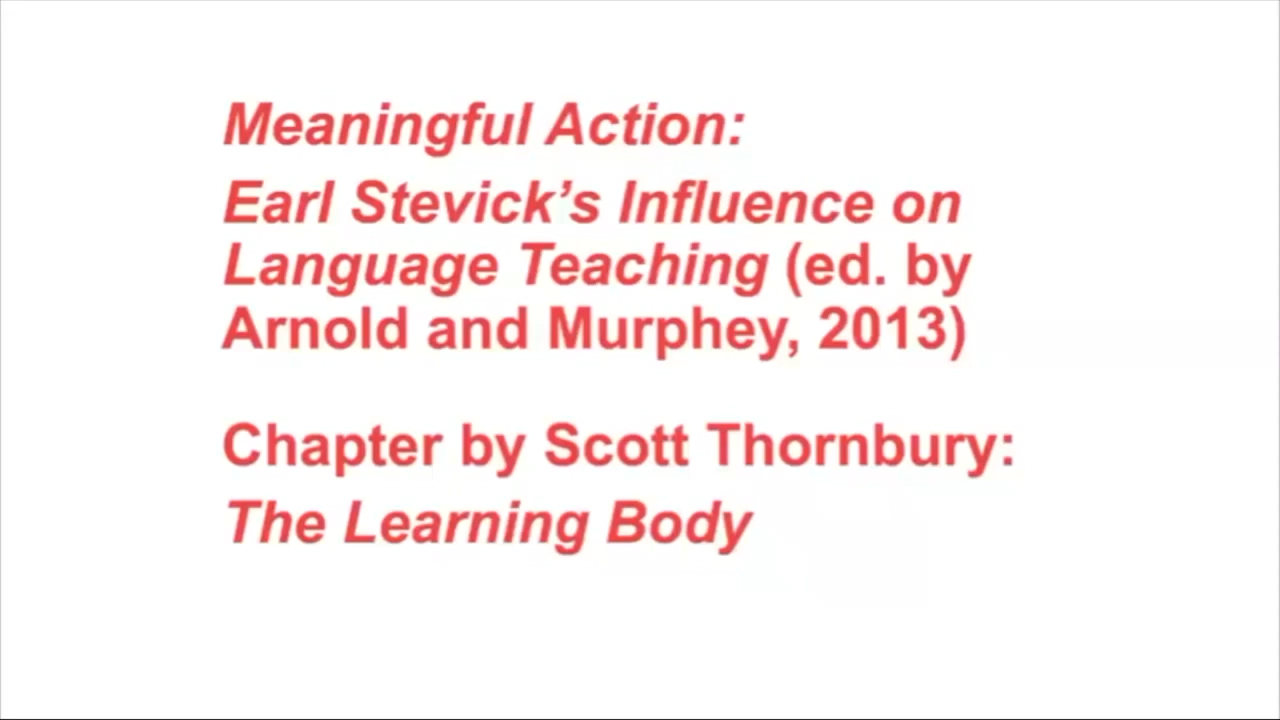 Meaningful Action:
Earl Stevick’s Influence on
Language Teaching (ed. by
Arnold and Murphey, 2013)
Chapter by Scott Thornbury:
The Learning Body